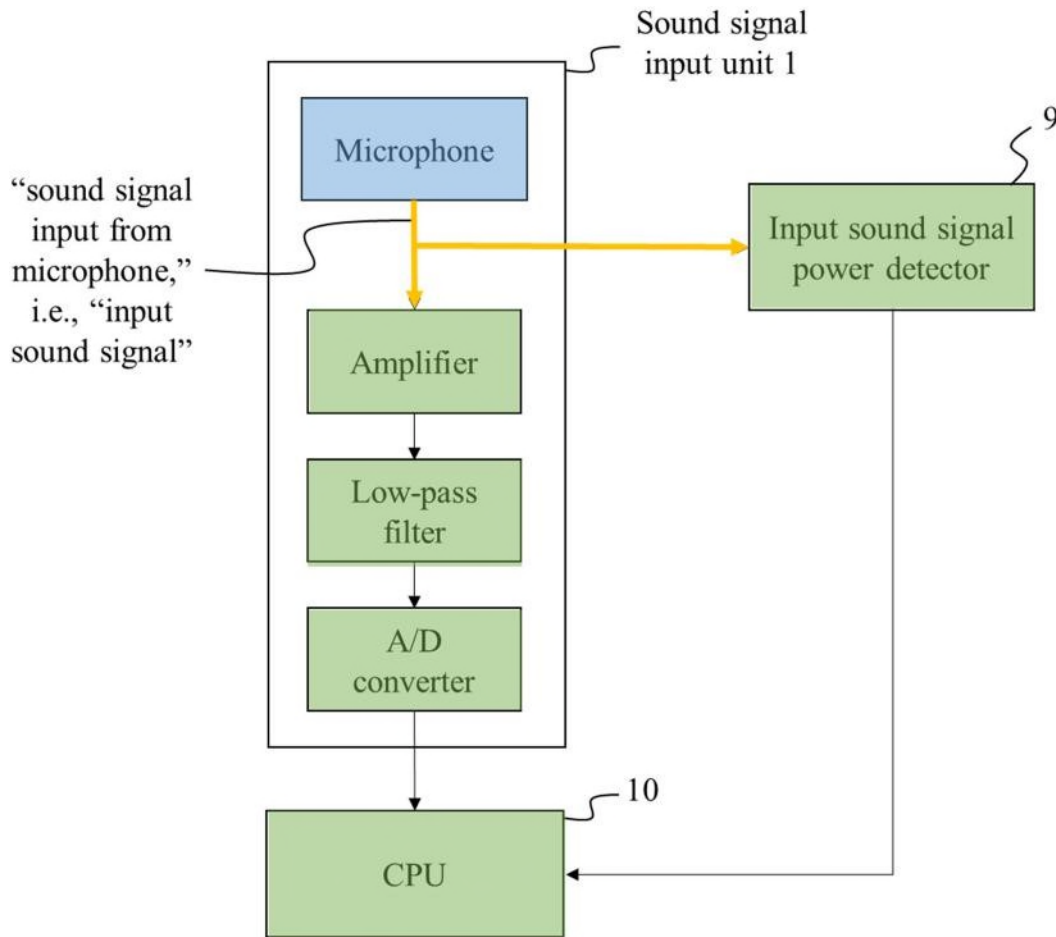 Sound signal
input unit 1
Microphone
9
“sound signal
input from
microphone,”
i.e., “input
sound signal”
Input sound signal
power detector
Amplifier
Low-pass
filter
A/D
converter
10
CPU